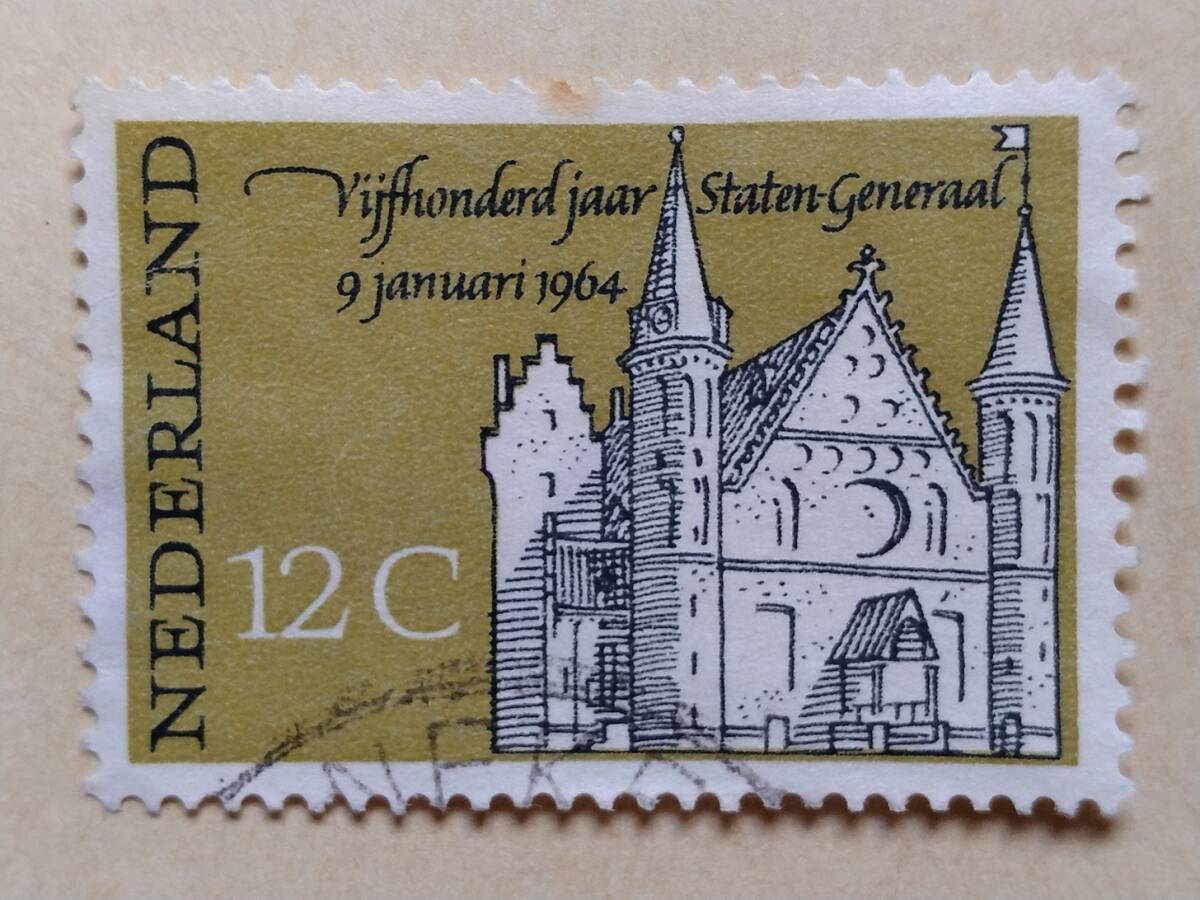 NEDERLAND
Vijfhonderd jaar Staten-Generaal
9 januari 1964
12 C